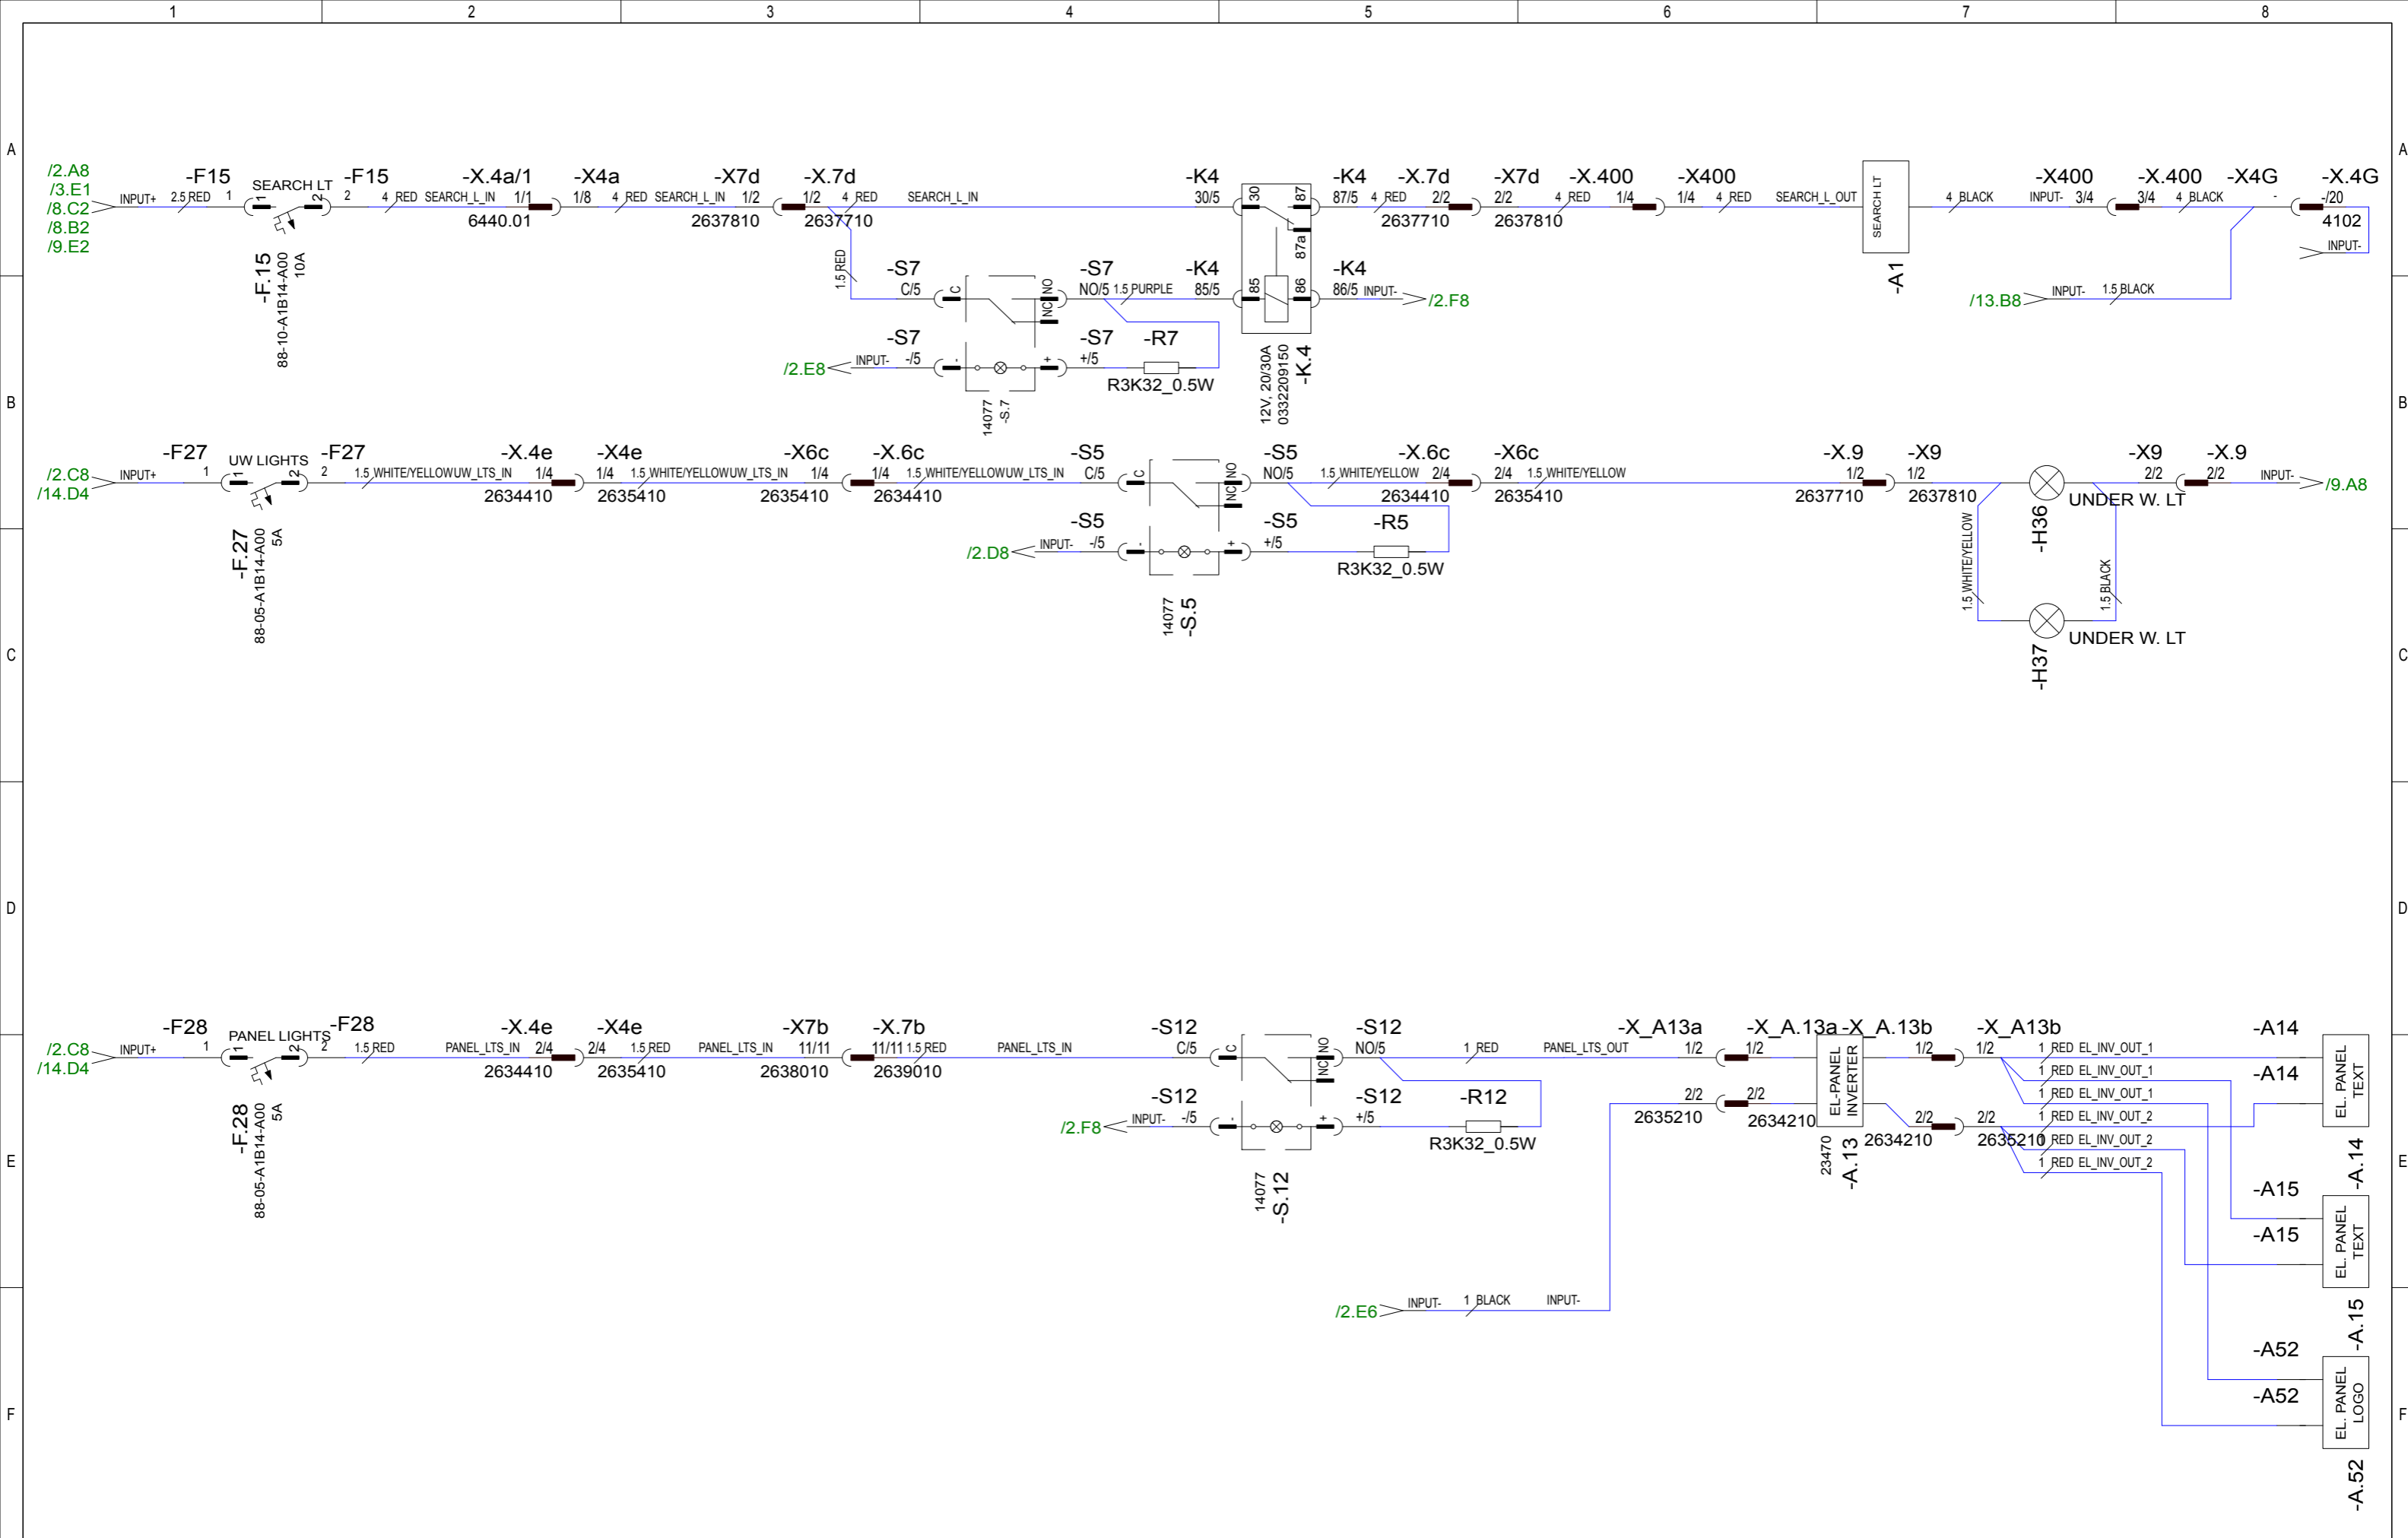 1 2 3 4 5 6 7 8
A A
/2.A8
/3.E1
/8.C2
/8.B2
/9.E2
INPUT+ 2.5 RED
-F15 1
SEARCH LT
1 2
-F15 2
-F.15
88-10-A1B14-A00
10A
4 RED SEARCH_L_IN
-X.4a/1 1/1
6440.01
-X4a 1/8
4 RED SEARCH_L_IN
-X7d 1/2
2637810
-X.7d 1/2
2637710
4 RED SEARCH_L_IN
-K4 30/5
30 87
87a
-K4 87/5
4 RED
-X.7d 2/2
2637710
-X7d 2/2
2637810
4 RED
-X.400 1/4
-X400 1/4
4 RED SEARCH_L_OUT
SEARCH LT
-A1
4 BLACK INPUT-
-X400 3/4
-X.400 3/4
4 BLACK
-X4G -
-X.4G -/20
4102
INPUT-
1.5 RED
-S7 C/5
C NO NC
-S7 NO/5
1.5 PURPLE
-K4 85/5
85 86
-K4 86/5
INPUT- /2.F8
/13.B8 INPUT- 1.5 BLACK
/2.E8 INPUT-
-S7 -/5
- +
-S7 +/5
-R7
R3K32_0.5W
14077
-S.7
12V, 20/30A
0332209150
-K.4
B B
/2.C8
/14.D4
INPUT+
-F27 1
UW LIGHTS
1 2
-F27 2
-F.27
88-05-A1B14-A00
5A
1.5 WHITE/YELLOW UW_LTS_IN
-X.4e 1/4
2634410
-X4e 1/4
2635410
1.5 WHITE/YELLOW UW_LTS_IN
-X6c 1/4
2635410
-X.6c 1/4
2634410
1.5 WHITE/YELLOW UW_LTS_IN
-S5 C/5
C NO NC
-S5 NO/5
1.5 WHITE/YELLOW
-X.6c 2/4
2634410
-X6c 2/4
2635410
1.5 WHITE/YELLOW
-X.9 1/2
2637710
-X9 1/2
2637810
-H36
UNDER W. LT
-X9 2/2
-X.9 2/2
INPUT- /9.A8
/2.D8 INPUT-
-S5 -/5
- +
-S5 +/5
-R5
R3K32_0.5W
14077
-S.5
1.5 WHITE/YELLOW
1.5 BLACK
-H37
UNDER W. LT
C C
D D
/2.C8
/14.D4
INPUT+
-F28 1
PANEL LIGHTS
1 2
-F28 2
-F.28
88-05-A1B14-A00
5A
1.5 RED PANEL_LTS_IN
-X.4e 2/4
2634410
-X4e 2/4
2635410
1.5 RED PANEL_LTS_IN
-X7b 11/11
2638010
-X.7b 11/11
2639010
1.5 RED PANEL_LTS_IN
-S12 C/5
C NO NC
-S12 NO/5
1 RED PANEL_LTS_OUT
-X_A13a 1/2
-X_A.13a 1/2
2/2 2/2
2635210 2634210
EL-PANEL
INVERTER
23470
-A.13
-X_A.13b 1/2
-X_A13b 1/2
2/2 2/2
2634210 2635210
1 RED EL_INV_OUT_1
1 RED EL_INV_OUT_1
1 RED EL_INV_OUT_1
1 RED EL_INV_OUT_2
1 RED EL_INV_OUT_2
1 RED EL_INV_OUT_2
-A14
-A14
EL. PANEL
TEXT
-A.14
/2.F8 INPUT-
-S12 -/5
- +
-S12 +/5
-R12
R3K32_0.5W
14077
-S.12
E E
-A15
-A15
EL. PANEL
TEXT
-A.15
/2.E6 INPUT- 1 BLACK INPUT-
-A52
-A52
EL. PANEL
LOGO
-A.52
F F